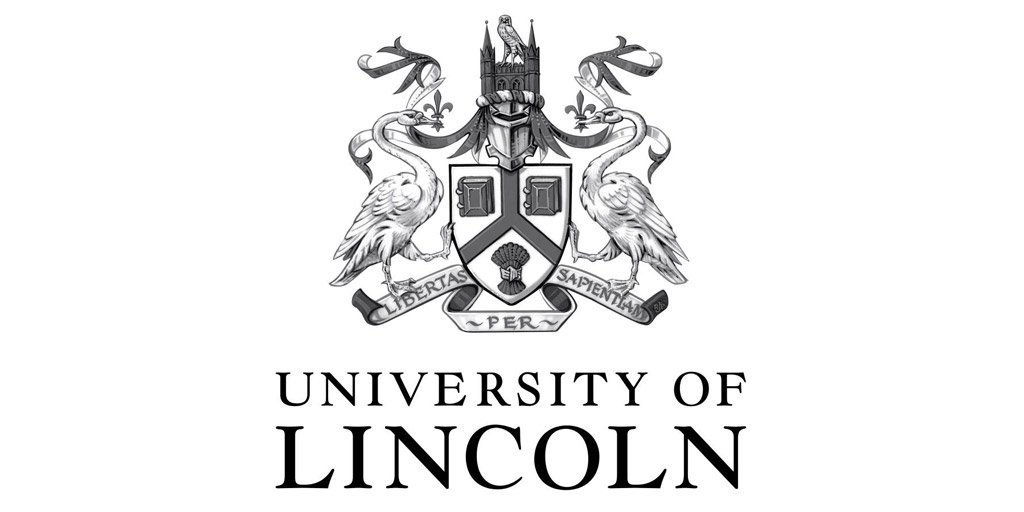 LIBERTAS
~ PER ~
SAPIENTIAM
UNIVERSITY OF
LINCOLN